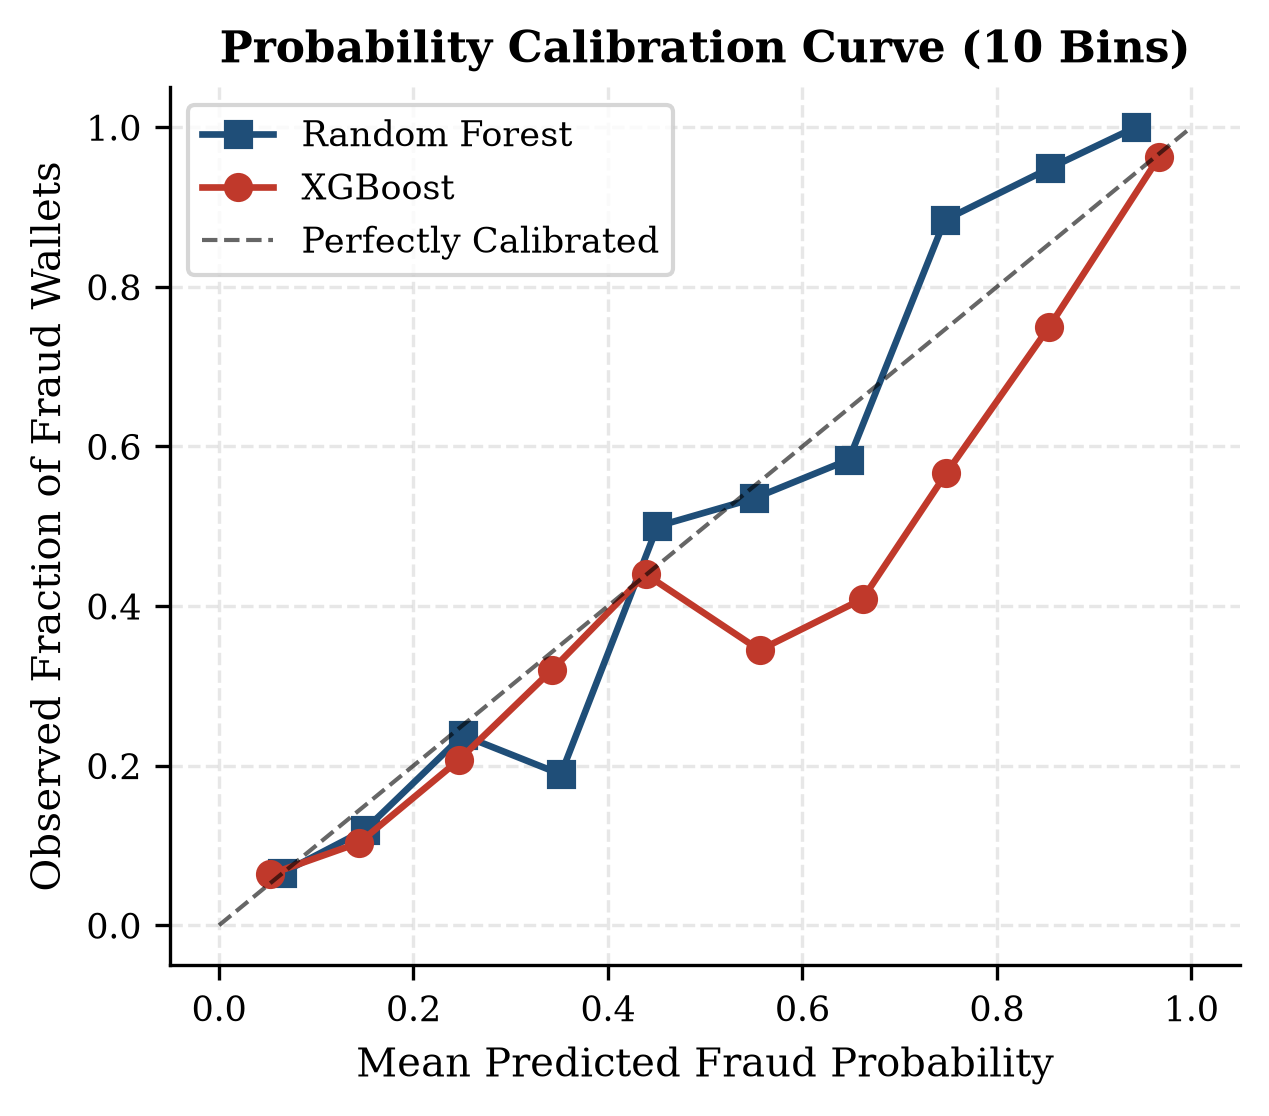 Probability Calibration Curve (10 Bins)
Random Forest
XGBoost
Perfectly Calibrated
Observed Fraction of Fraud Wallets
1.0
0.8
0.6
0.4
0.2
0.0
0.0 0.2 0.4 0.6 0.8 1.0
Mean Predicted Fraud Probability